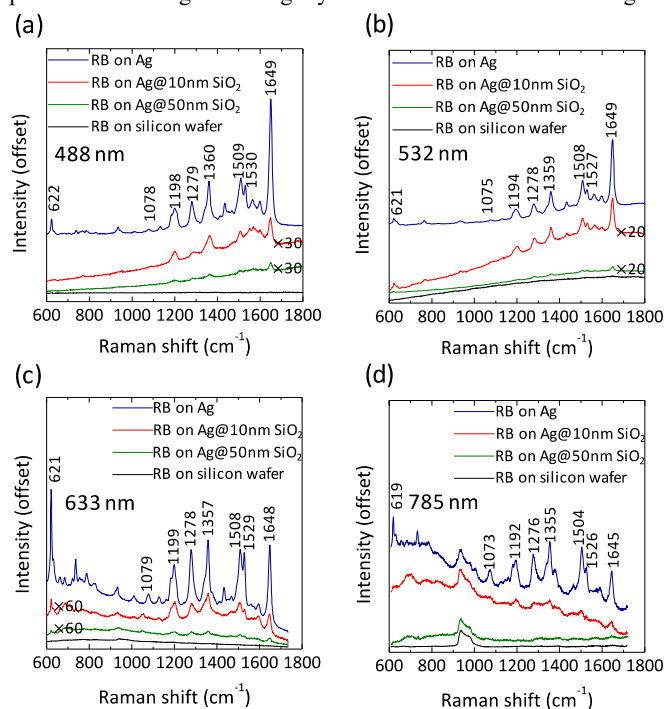 (a)
RB on Ag
RB on Ag@10nm SiO₂
RB on Ag@50nm SiO₂
RB on silicon wafer
488 nm
622
1078
1198
1279
1360
1509
1530
1649
×30
×30
Intensity (offset)
600 800 1000 1200 1400 1600 1800
Raman shift (cm⁻¹)
(b)
RB on Ag
RB on Ag@10nm SiO₂
RB on Ag@50nm SiO₂
RB on silicon wafer
532 nm
621
1075
1194
1278
1359
1508
1527
1649
×20
×20
Intensity (offset)
600 800 1000 1200 1400 1600 1800
Raman shift (cm⁻¹)
(c)
RB on Ag
RB on Ag@10nm SiO₂
RB on Ag@50nm SiO₂
RB on silicon wafer
633 nm
621
1079
1199
1278
1357
1508
1529
1648
×60
×60
Intensity (offset)
600 800 1000 1200 1400 1600 1800
Raman shift (cm⁻¹)
(d)
RB on Ag
RB on Ag@10nm SiO₂
RB on Ag@50nm SiO₂
RB on silicon wafer
785 nm
619
1073
1192
1276
1355
1504
1526
1645
Intensity (offset)
600 800 1000 1200 1400 1600 1800
Raman shift (cm⁻¹)